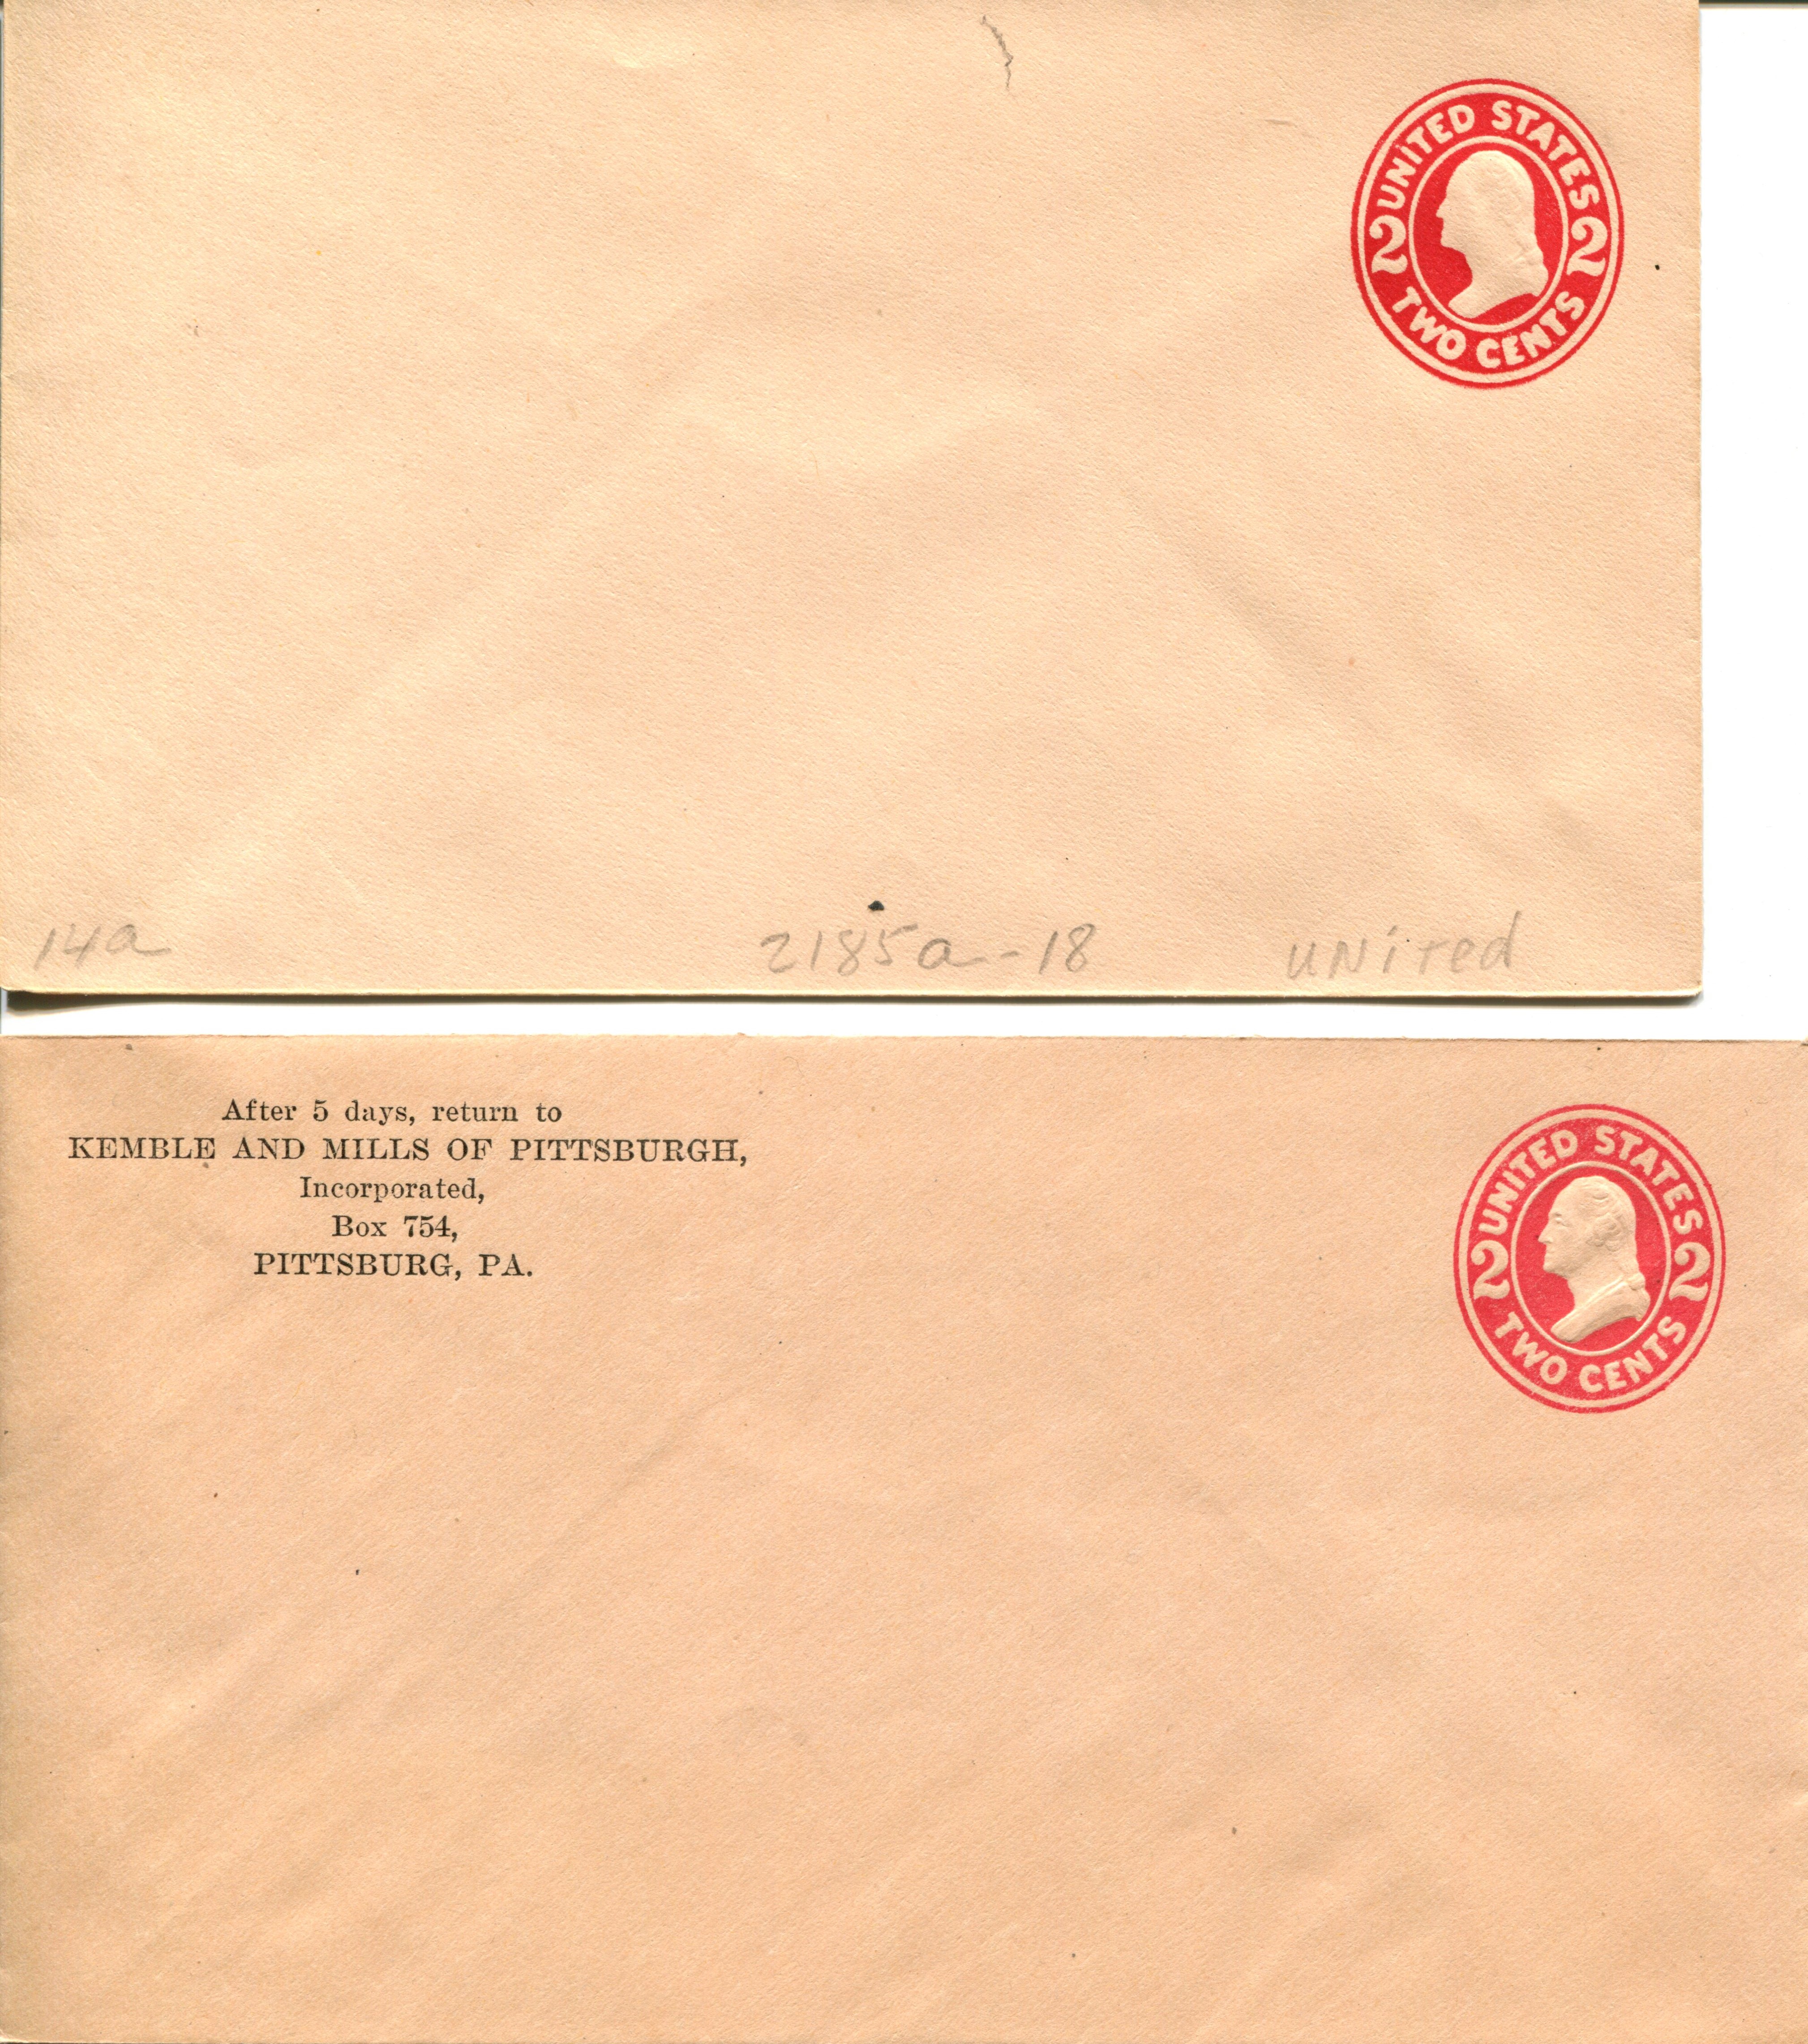 UNITED STATES
2 2
TWO CENTS
14a 2185a--18 UNiTed
After 5 days, return to
KEMBLE AND MILLS OF PITTSBURGH,
Incorporated,
Box 754,
PITTSBURG, PA.
UNITED STATES
2 2
TWO CENTS